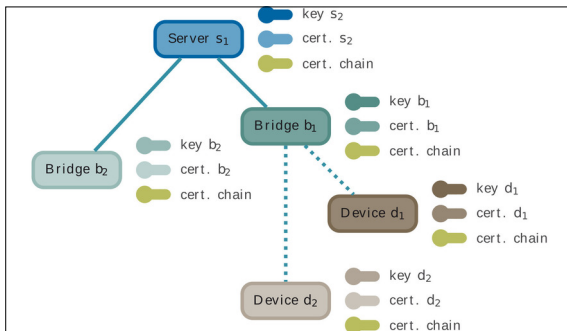 key s₂
Server s₁
cert. s₂
cert. chain
key b₁
Bridge b₁
cert. b₁
cert. chain
key b₂
Bridge b₂
cert. b₂
cert. chain
key d₁
Device d₁
cert. d₁
cert. chain
key d₂
Device d₂
cert. d₂
cert. chain